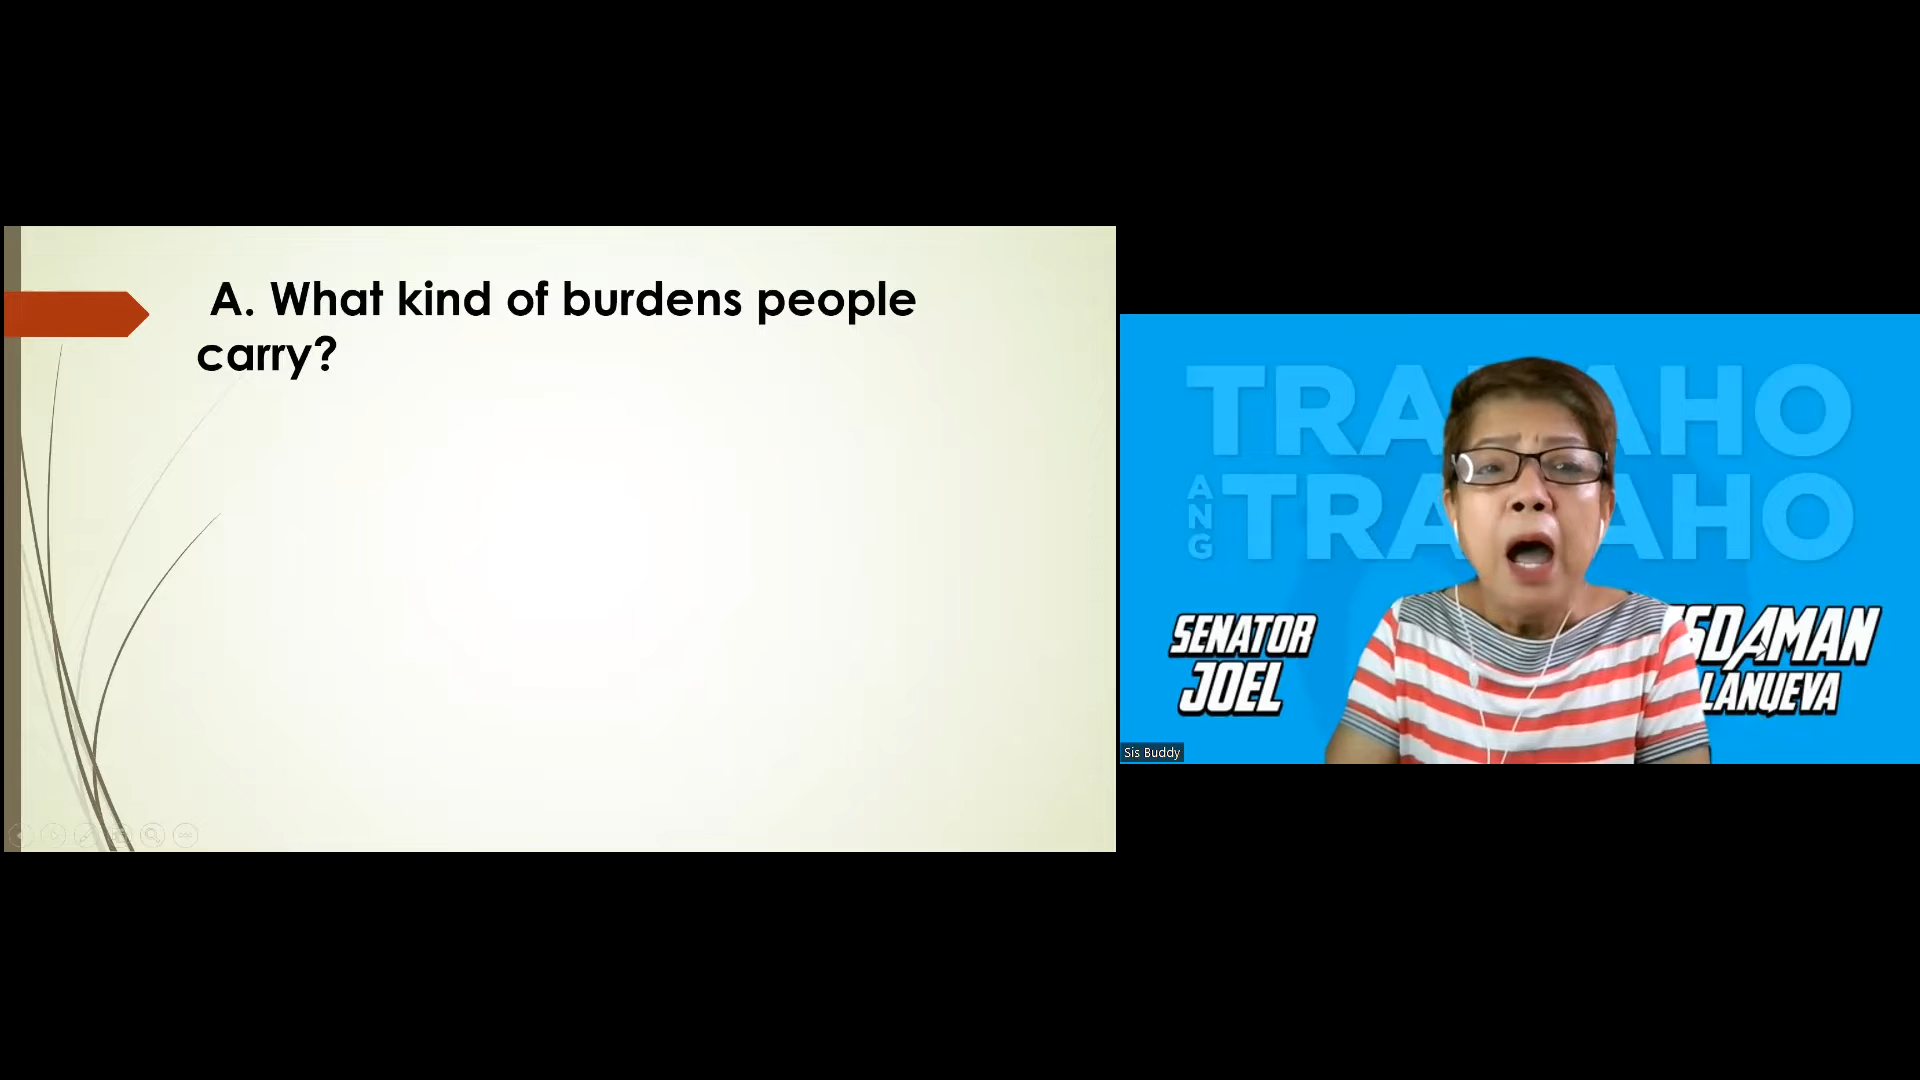 A. What kind of burdens people
carry?
TRA AHO
ANG TRA AHO
SENATOR
JOEL
SDAMAN
LANUEVA
Sis Buddy